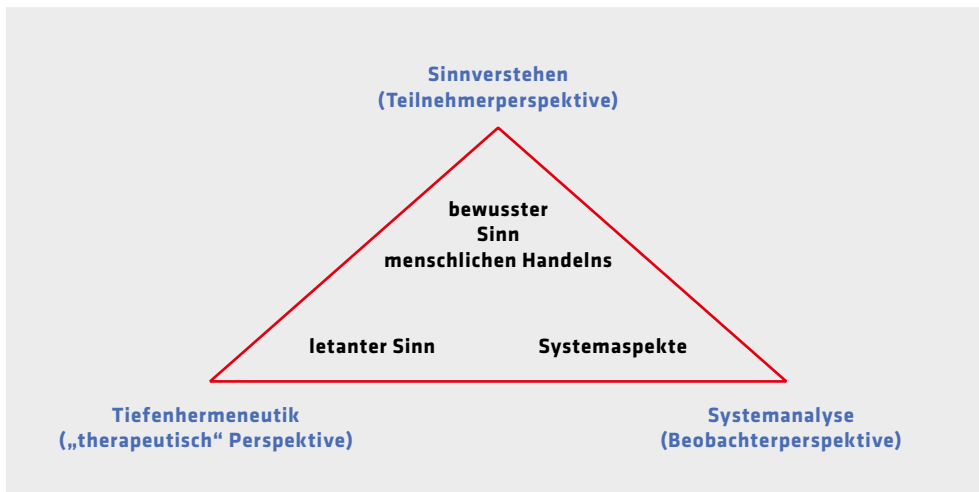 Sinnverstehen
(Teilnehmerperspektive)
bewusster
Sinn
menschlichen Handelns
letanter Sinn
Systemaspekte
Tiefenhermeneutik
(„therapeutisch“ Perspektive)
Systemanalyse
(Beobachterperspektive)